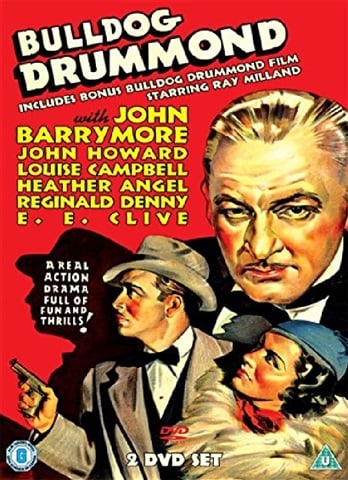 BULLDOG
DRUMMOND
INCLUDES BONUS BULLDOG DRUMMOND FILM
STARRING RAY MILLAND
with JOHN
BARRYMORE
JOHN HOWARD
LOUISE CAMPBELL
HEATHER ANGEL
REGINALD DENNY
E. E. CLIVE
A REAL
ACTION
DRAMA
FULL OF
FUN AND
THRILLS!
DVD
2 DVD SET
U